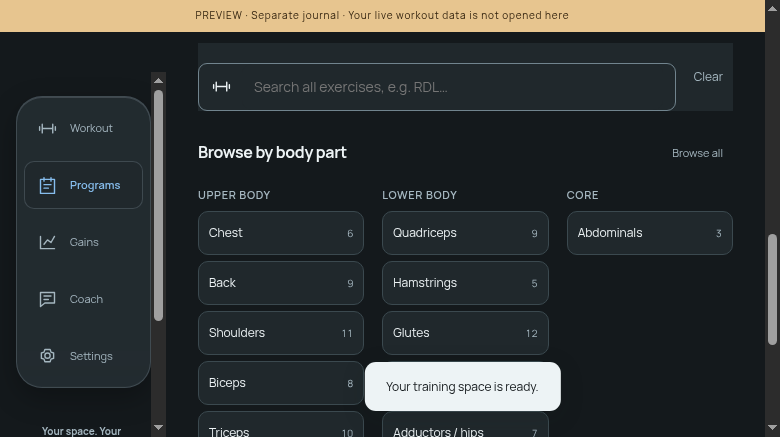 PREVIEW · Separate journal · Your live workout data is not opened here
Workout
Programs
Gains
Coach
Settings
Your space. Your
Search all exercises, e.g. RDL…
Clear
Browse by body part
Browse all
UPPER BODY
Chest 6
Back 9
Shoulders 11
Biceps 8
Triceps 10
LOWER BODY
Quadriceps 9
Hamstrings 5
Glutes 12
Adductors / hips 7
CORE
Abdominals 3
Your training space is ready.